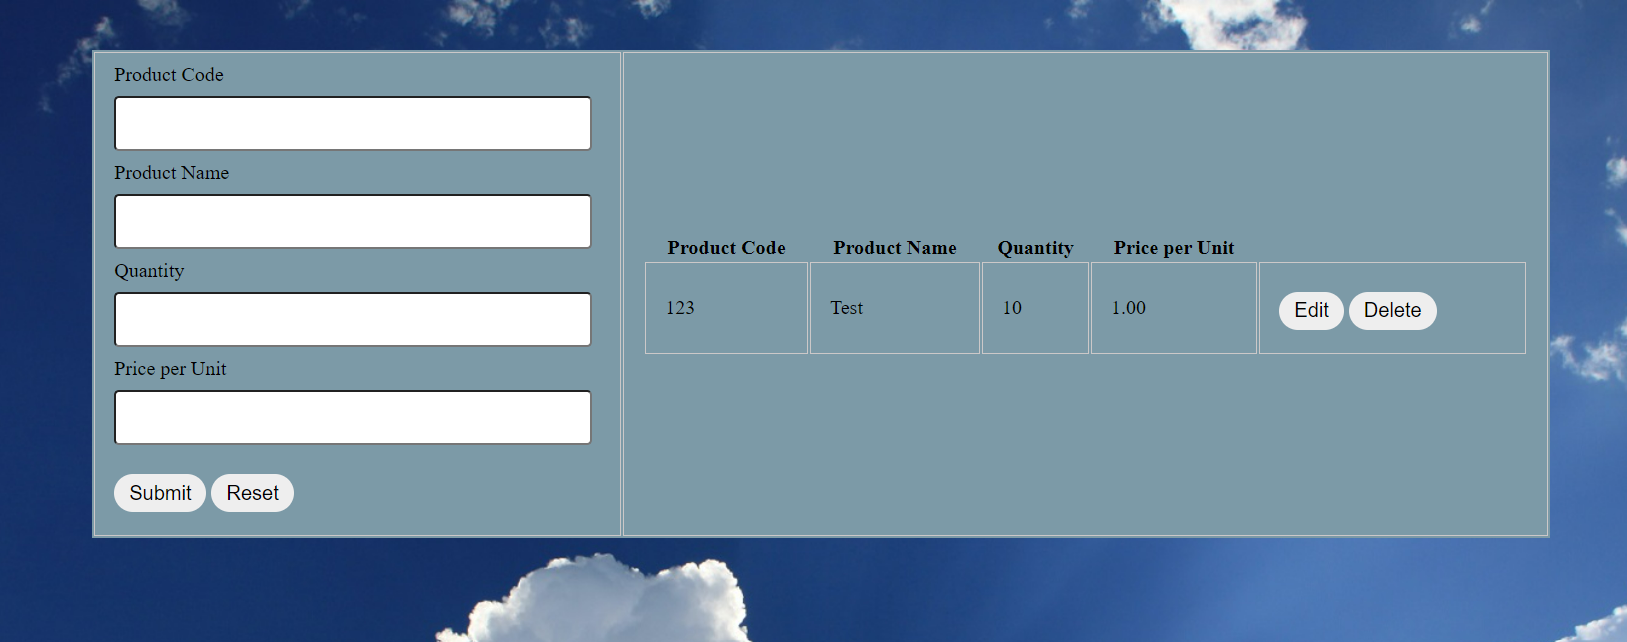 Product Code
Product Name
Quantity
Price per Unit
Submit Reset
Product Code Product Name Quantity Price per Unit
123 Test 10 1.00 Edit Delete